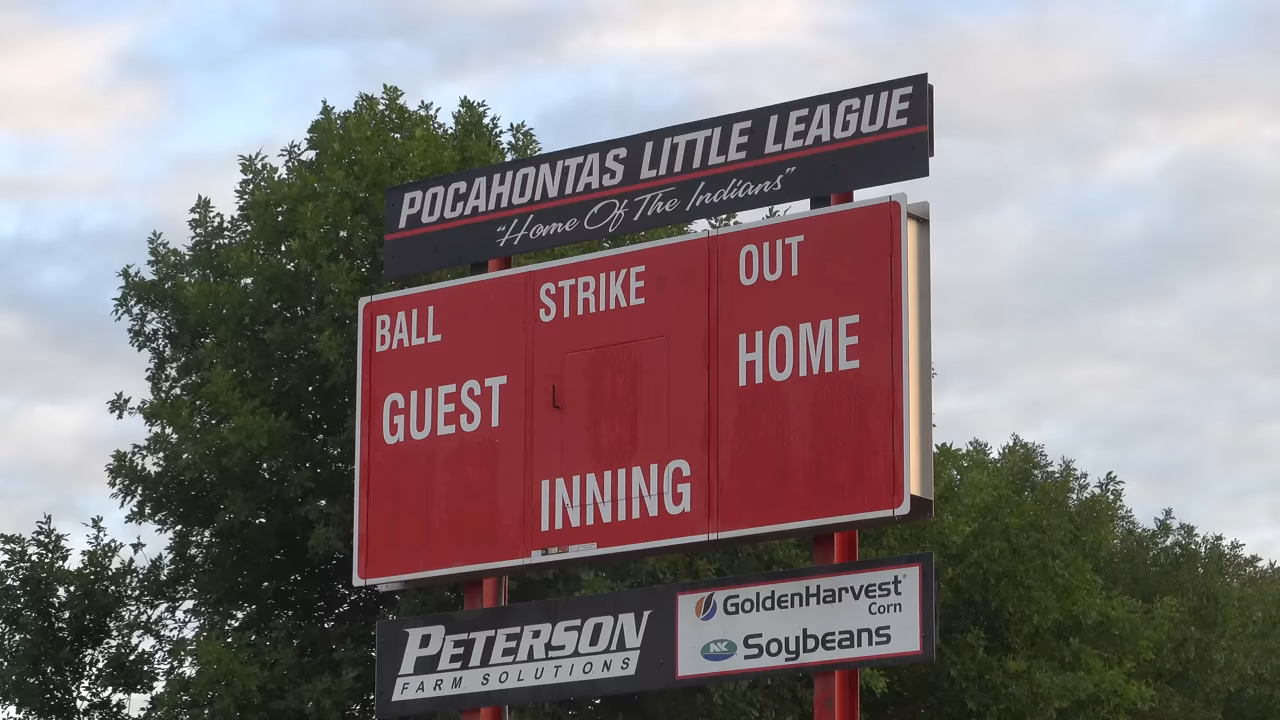 POCAHONTAS LITTLE LEAGUE
"Home Of The Indians"
BALL STRIKE OUT
GUEST HOME
INNING
PETERSON
FARM SOLUTIONS
GoldenHarvest®
Corn
NK Soybeans